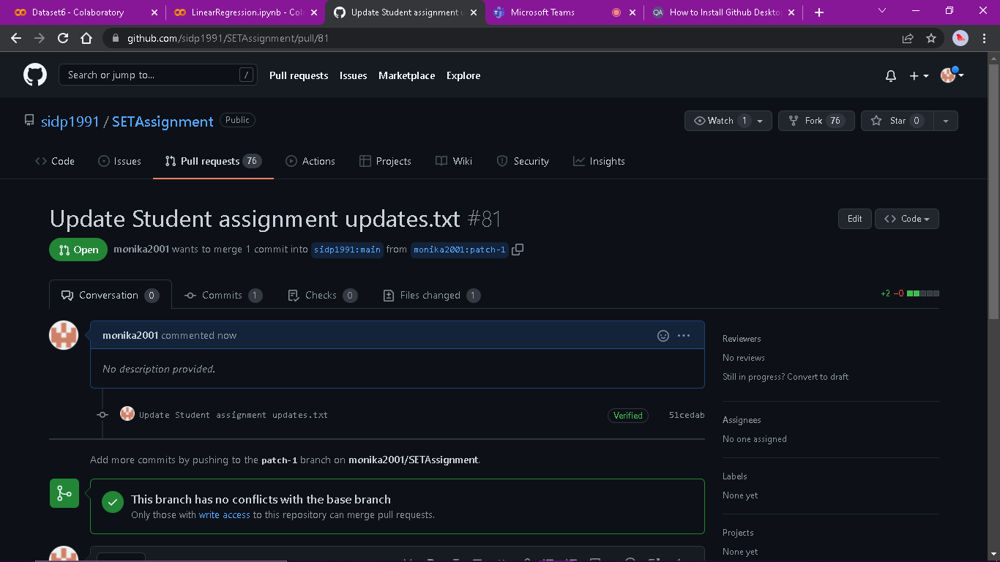 Dataset6 - Colaboratory
LinearRegression.ipynb - Col
Update Student assignment u
Microsoft Teams
How to Install Github Deskto
github.com/sidp1991/SETAssignment/pull/81
Search or jump to...
/
Pull requests
Issues
Marketplace
Explore
sidp1991 / SETAssignment
Public
Watch 1
Fork 76
Star 0
Code
Issues
Pull requests 76
Actions
Projects
Wiki
Security
Insights
Update Student assignment updates.txt #81
Edit
Code
Open
monika2001 wants to merge 1 commit into sidp1991:main from monika2001:patch-1
Conversation 0
Commits 1
Checks 0
Files changed 1
+2 −0
monika2001 commented now
No description provided.
Update Student assignment updates.txt
Verified
51cedab
Add more commits by pushing to the patch-1 branch on monika2001/SETAssignment.
This branch has no conflicts with the base branch
Only those with write access to this repository can merge pull requests.
Reviewers
No reviews
Still in progress? Convert to draft
Assignees
No one assigned
Labels
None yet
Projects
None yet